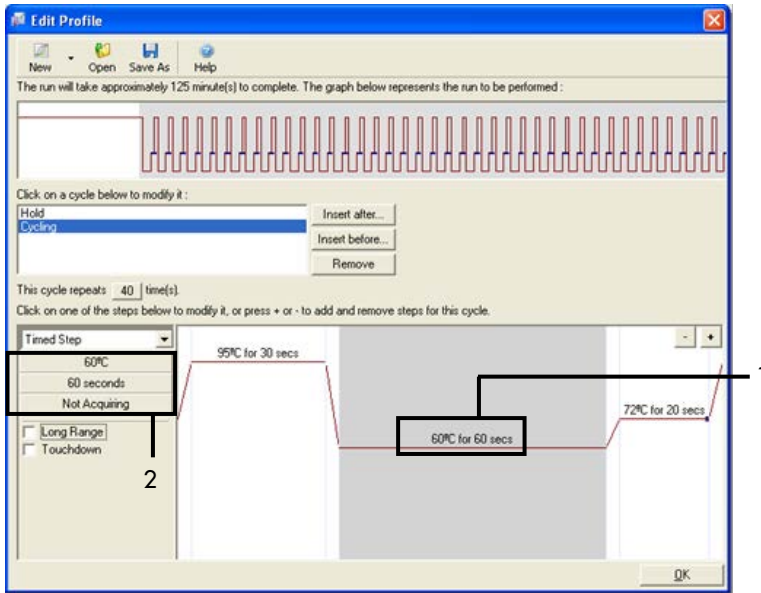 Edit Profile
New Open Save As Help
The run will take approximately 125 minute(s) to complete. The graph below represents the run to be performed :
Click on a cycle below to modify it :
Hold
Cycling
Insert after...
Insert before...
Remove
This cycle repeats 40 time(s).
Click on one of the steps below to modify it, or press + or - to add and remove steps for this cycle.
Timed Step
- +
60ºC
60 seconds
Not Acquiring
Long Range
Touchdown
95ºC for 30 secs
60ºC for 60 secs
72ºC for 20 secs
1
2
OK